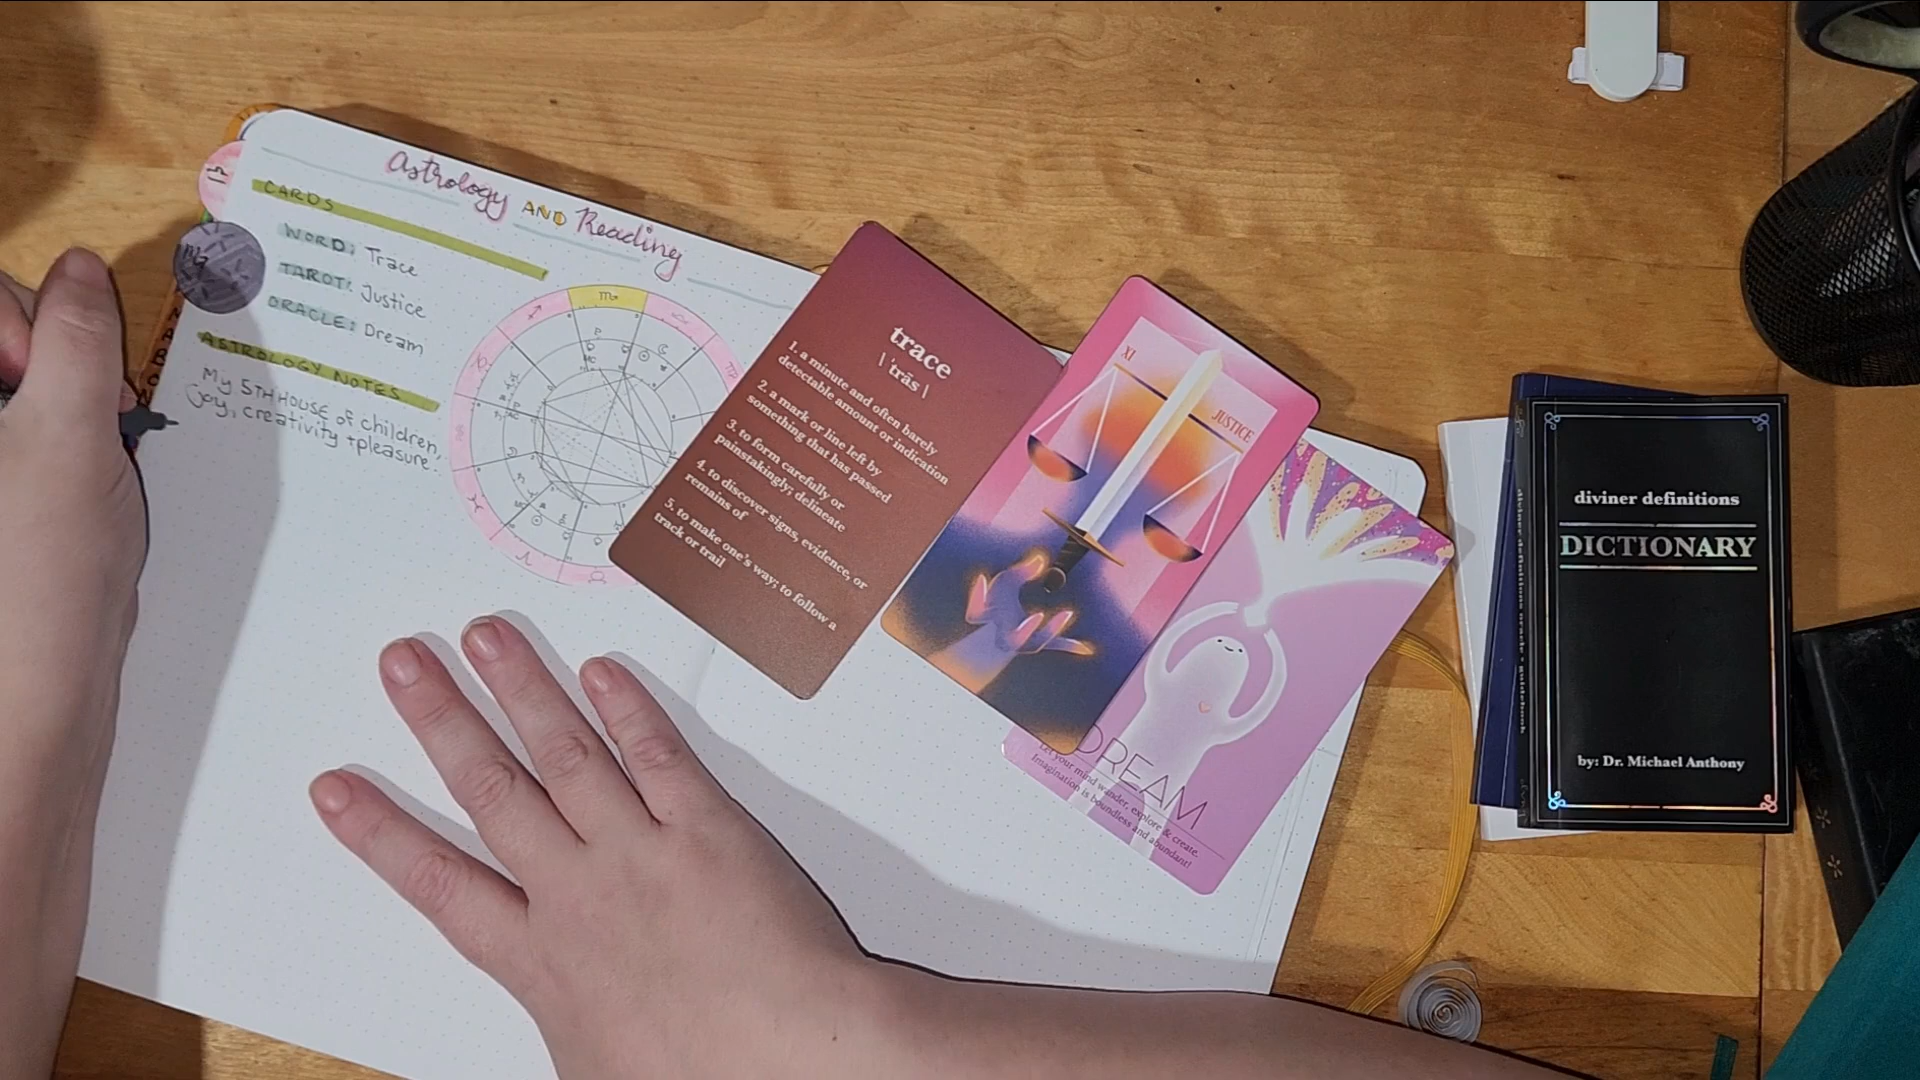 Astrology AND Reading
CARDS
WORD: Trace
TAROT: Justice
ORACLE: Dream
ASTROLOGY NOTES
My 5TH HOUSE of children,
joy, creativity + pleasure.
trace
| ˈtrās |
1. a minute and often barely
detectable amount or indication
2. a mark or line left by
something that has passed
3. to form carefully or
painstakingly; delineate
4. to discover signs, evidence, or
remains of
5. to make one's way; to follow a
track or trail
XI
JUSTICE
DREAM
Let your mind wander, explore & create.
Imagination is boundless and abundant!
diviner definitions
DICTIONARY
by: Dr. Michael Anthony